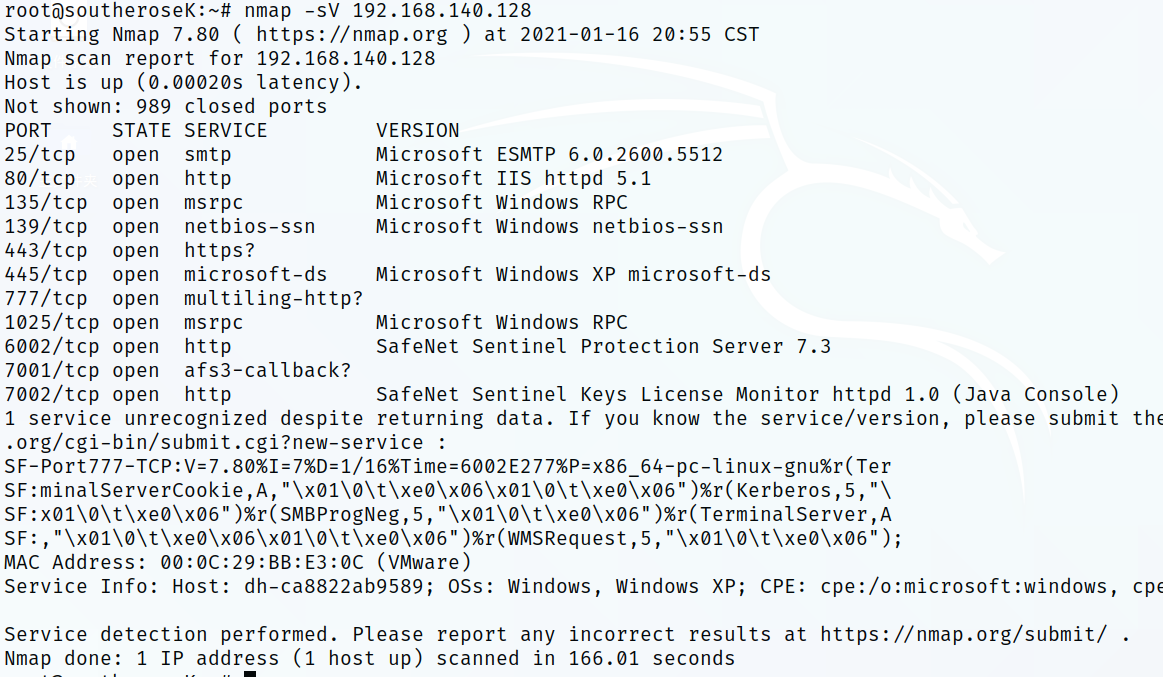 root@southeroseK:~# nmap -sV 192.168.140.128
Starting Nmap 7.80 ( https://nmap.org ) at 2021-01-16 20:55 CST
Nmap scan report for 192.168.140.128
Host is up (0.00020s latency).
Not shown: 989 closed ports
PORT     STATE SERVICE         VERSION
25/tcp   open  smtp            Microsoft ESMTP 6.0.2600.5512
80/tcp   open  http            Microsoft IIS httpd 5.1
135/tcp  open  msrpc           Microsoft Windows RPC
139/tcp  open  netbios-ssn     Microsoft Windows netbios-ssn
443/tcp  open  https?
445/tcp  open  microsoft-ds    Microsoft Windows XP microsoft-ds
777/tcp  open  multiling-http?
1025/tcp open  msrpc           Microsoft Windows RPC
6002/tcp open  http            SafeNet Sentinel Protection Server 7.3
7001/tcp open  afs3-callback?
7002/tcp open  http            SafeNet Sentinel Keys License Monitor httpd 1.0 (Java Console)
1 service unrecognized despite returning data. If you know the service/version, please submit the
.org/cgi-bin/submit.cgi?new-service :
SF-Port777-TCP:V=7.80%I=7%D=1/16%Time=6002E277%P=x86_64-pc-linux-gnu%r(Ter
SF:minalServerCookie,A,"\x01\0\t\xe0\x06\x01\0\t\xe0\x06")%r(Kerberos,5,"\
SF:x01\0\t\xe0\x06")%r(SMBProgNeg,5,"\x01\0\t\xe0\x06")%r(TerminalServer,A
SF:,"\x01\0\t\xe0\x06\x01\0\t\xe0\x06")%r(WMSRequest,5,"\x01\0\t\xe0\x06");
MAC Address: 00:0C:29:BB:E3:0C (VMware)
Service Info: Host: dh-ca8822ab9589; OSs: Windows, Windows XP; CPE: cpe:/o:microsoft:windows, cpe
Service detection performed. Please report any incorrect results at https://nmap.org/submit/ .
Nmap done: 1 IP address (1 host up) scanned in 166.01 seconds